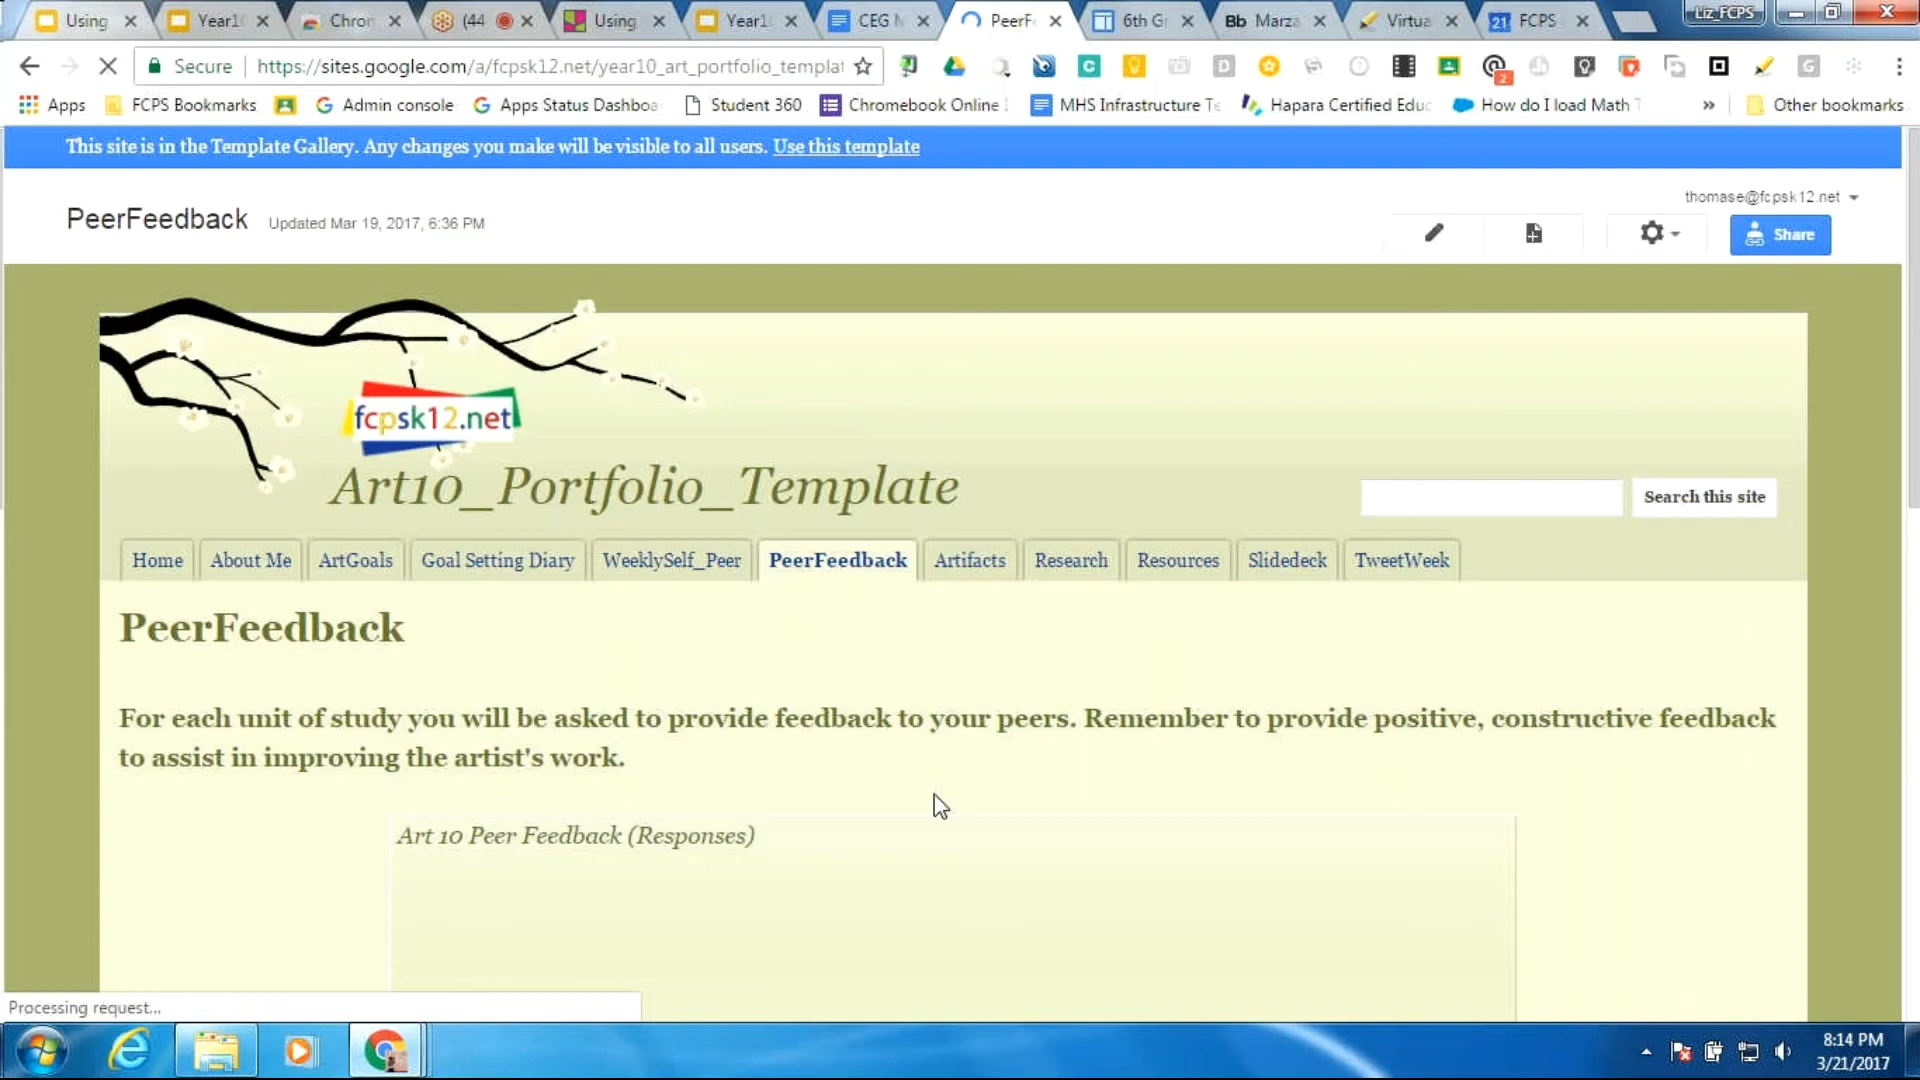 Using Year1 Chron (44 Using Year1 CEG M PeerF 6th G Bb Marza Virtua 21 FCPS Liz_FCPS
Secure https://sites.google.com/a/fcpsk12.net/year10_art_portfolio_templat 2
Apps FCPS Bookmarks Admin console Apps Status Dashboa Student 360 Chromebook Online MHS Infrastructure Te Hapara Certified Educ How do I load Math T » Other bookmarks
This site is in the Template Gallery. Any changes you make will be visible to all users. Use this template
thomase@fcpsk12.net
PeerFeedback Updated Mar 19, 2017, 6:36 PM
Share
fcpsk12.net
Art10_Portfolio_Template
Search this site
Home About Me ArtGoals Goal Setting Diary WeeklySelf_Peer PeerFeedback Artifacts Research Resources Slidedeck TweetWeek
PeerFeedback
For each unit of study you will be asked to provide feedback to your peers. Remember to provide positive, constructive feedback
to assist in improving the artist's work.
Art 10 Peer Feedback (Responses)
Processing request...
8:14 PM
3/21/2017